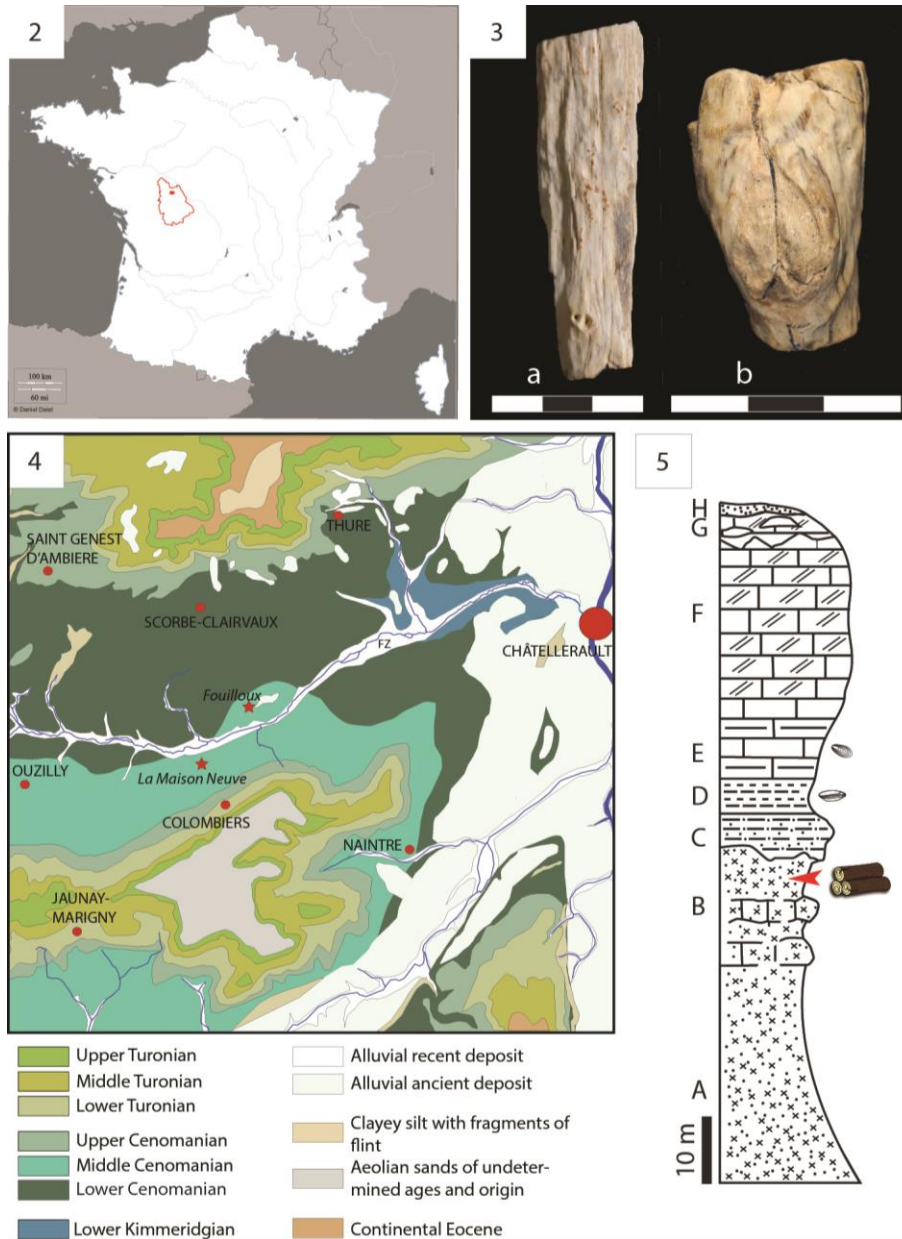 2
100 km
60 mi
© Daniel Dalet
3
a
b
4
SAINT GENEST
D'AMBIERE
THURE
SCORBE-CLAIRVAUX
FZ
CHÂTELLERAULT
Fouilloux
OUZILLY
La Maison Neuve
COLOMBIERS
NAINTRE
JAUNAY-
MARIGNY
5
H
G
F
E
D
C
B
A
10 m
Upper Turonian
Middle Turonian
Lower Turonian
Upper Cenomanian
Middle Cenomanian
Lower Cenomanian
Lower Kimmeridgian
Alluvial recent deposit
Alluvial ancient deposit
Clayey silt with fragments of
flint
Aeolian sands of undeter-
mined ages and origin
Continental Eocene